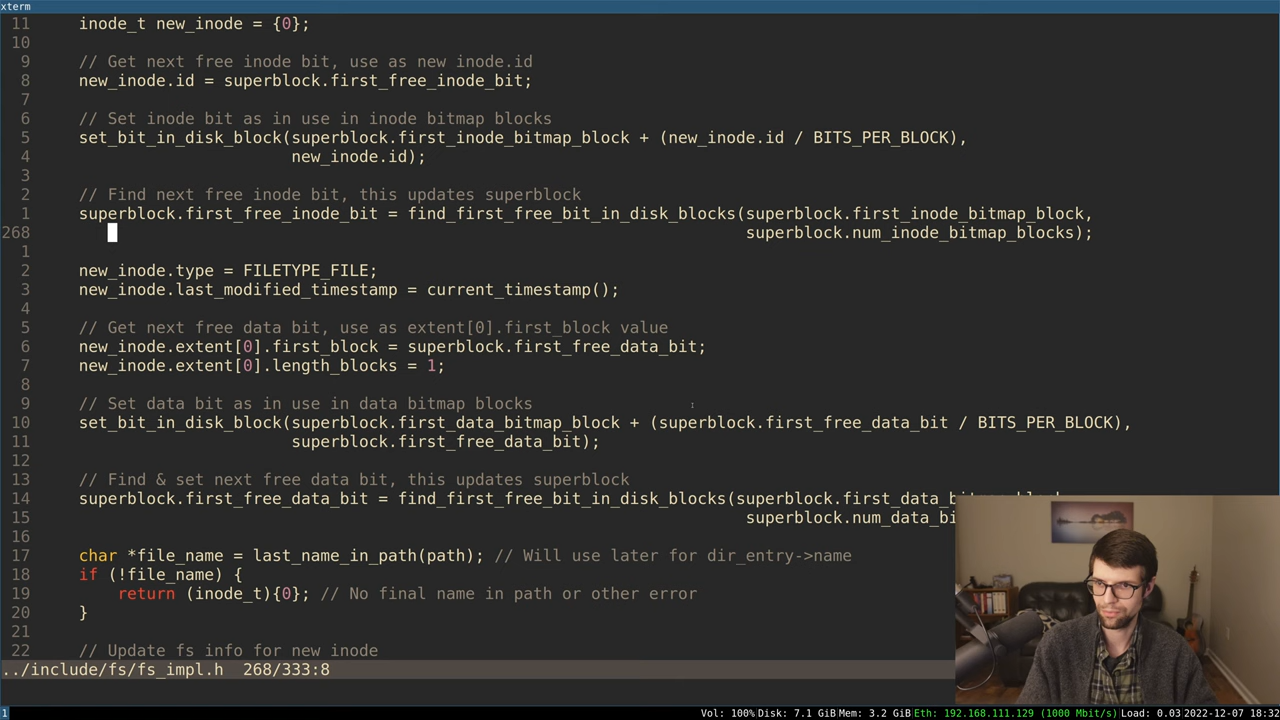 xterm
11 inode_t new_inode = {0};
10
9 // Get next free inode bit, use as new inode.id
8 new_inode.id = superblock.first_free_inode_bit;
7
6 // Set inode bit as in use in inode bitmap blocks
5 set_bit_in_disk_block(superblock.first_inode_bitmap_block + (new_inode.id / BITS_PER_BLOCK),
4 new_inode.id);
3
2 // Find next free inode bit, this updates superblock
1 superblock.first_free_inode_bit = find_first_free_bit_in_disk_blocks(superblock.first_inode_bitmap_block,
268 superblock.num_inode_bitmap_blocks);
1
2 new_inode.type = FILETYPE_FILE;
3 new_inode.last_modified_timestamp = current_timestamp();
4
5 // Get next free data bit, use as extent[0].first_block value
6 new_inode.extent[0].first_block = superblock.first_free_data_bit;
7 new_inode.extent[0].length_blocks = 1;
8
9 // Set data bit as in use in data bitmap blocks
10 set_bit_in_disk_block(superblock.first_data_bitmap_block + (superblock.first_free_data_bit / BITS_PER_BLOCK),
11 superblock.first_free_data_bit);
12
13 // Find & set next free data bit, this updates superblock
14 superblock.first_free_data_bit = find_first_free_bit_in_disk_blocks(superblock.first_data_
15 superblock.num_data_bi
16
17 char *file_name = last_name_in_path(path); // Will use later for dir_entry->name
18 if (!file_name) {
19 return (inode_t){0}; // No final name in path or other error
20 }
21
22 // Update fs info for new inode
../include/fs/fs_impl.h 268/333:8
1 Vol: 100% Disk: 7.1 GiB Mem: 3.2 GiB Eth: 192.168.111.129 (1000 Mbit/s) Load: 0.03 2022-12-07 18:32